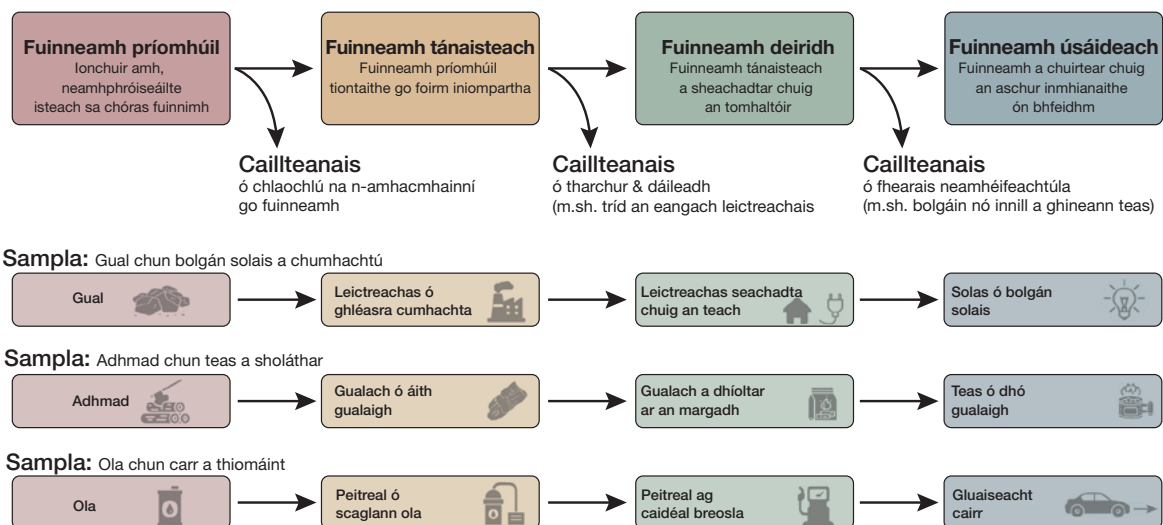 Fuinneamh príomhúil
Ionchuir amh,
neamhphróiseáilte
isteach sa chóras fuinnimh
Fuinneamh tánaisteach
Fuinneamh príomhúil
tiontaithe go foirm iniompartha
Fuinneamh deiridh
Fuinneamh tánaisteach
a sheachadtar chuig
an tomhaltóir
Fuinneamh úsáideach
Fuinneamh a chuirtear chuig
an aschur inmhianaithe
ón bhfeidhm
Caillteanais
ó chlaochlú na n-amhacmhainní
go fuinneamh
Caillteanais
ó tharchur & dáileadh
(m.sh. tríd an eangach leictreachais
Caillteanais
ó fhearais neamhéifeachtúla
(m.sh. bolgáin nó innill a ghineann teas)
Sampla: Gual chun bolgán solais a chumhachtú
Gual
Leictreachas ó
ghléasra cumhachta
Leictreachas seachadta
chuig an teach
Solas ó bolgán
solais
Sampla: Adhmad chun teas a sholáthar
Adhmad
Gualach ó áith
gualaigh
Gualach a dhíoltar
ar an margadh
Teas ó dhó
gualaigh
Sampla: Ola chun carr a thiomáint
Ola
Peitreal ó
scaglann ola
Peitreal ag
caidéal breosla
Gluaiseacht
cairr